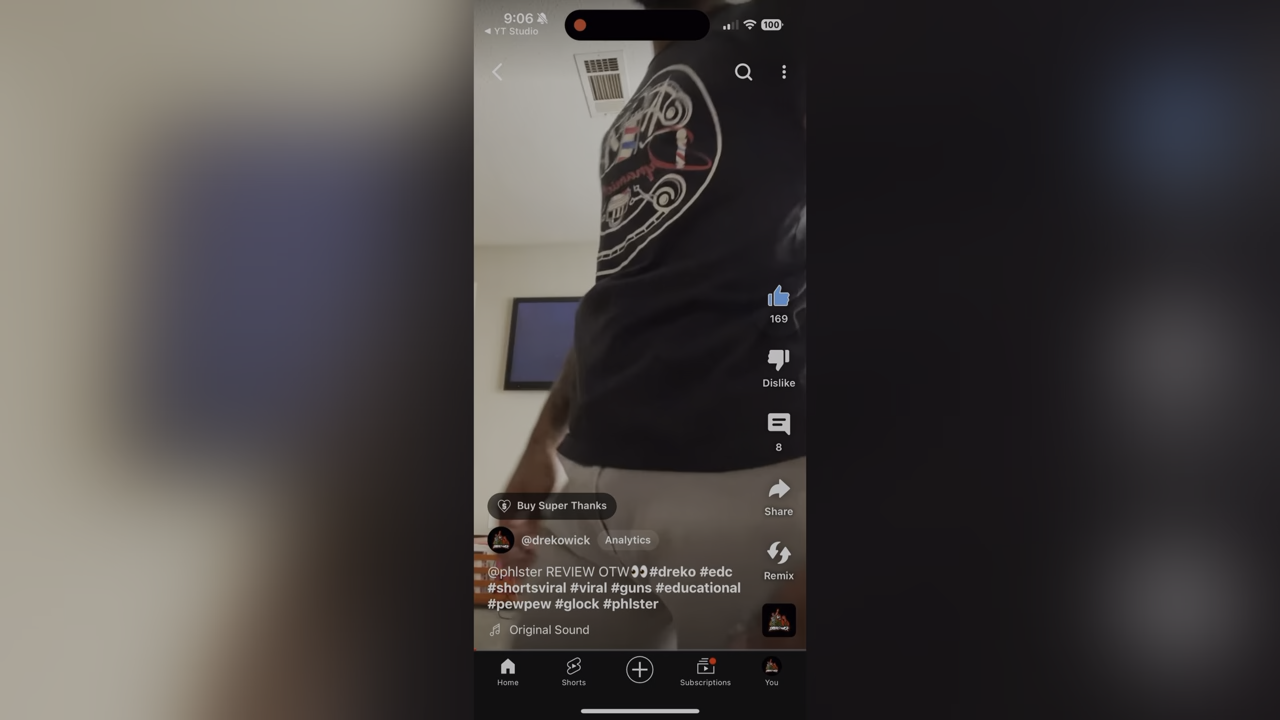 9:06
100
YT Studio
169
Dislike
8
Share
Buy Super Thanks
@drekowick
Analytics
@phlster REVIEW OTW👀#dreko #edc
#shortsviral #viral #guns #educational
#pewpew #glock #phlster
Remix
Original Sound
Home
Shorts
Subscriptions
You